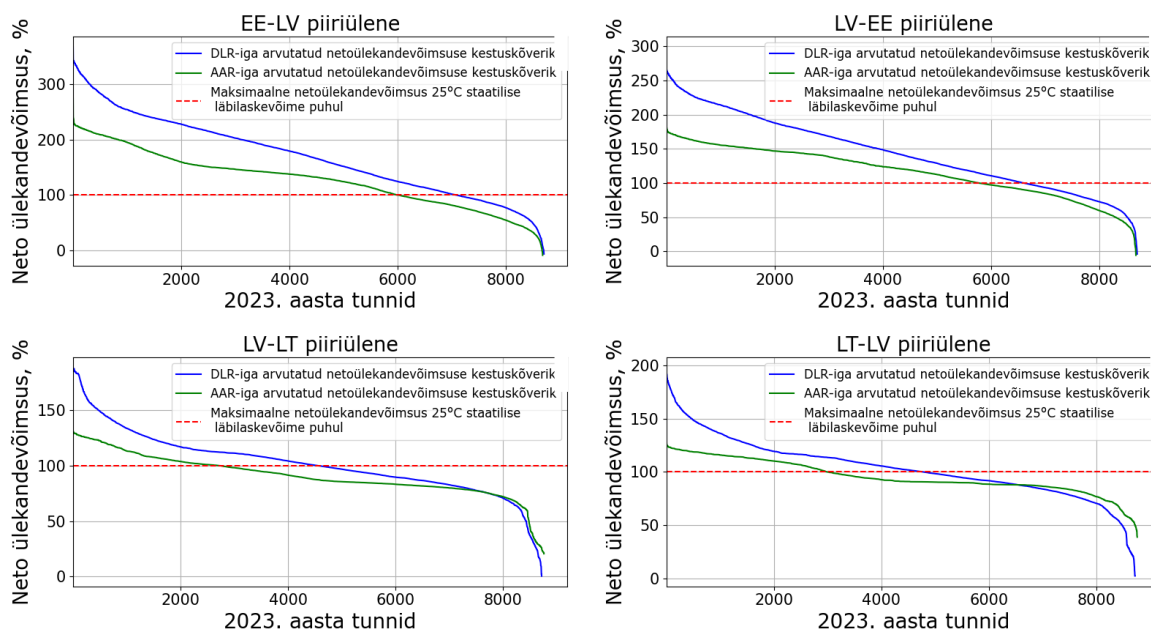 EE-LV piiriülene
Neto ülekandevõimsus, %
300
200
100
0
DLR-iga arvutatud netoülekandevõimsuse kestuskõverik
AAR-iga arvutatud netoülekandevõimsuse kestuskõverik
Maksimaalne netoülekandevõimsus 25°C staatilise
läbilaskevõime puhul
2000 4000 6000 8000
2023. aasta tunnid
LV-EE piiriülene
Neto ülekandevõimsus, %
300
250
200
150
100
50
0
DLR-iga arvutatud netoülekandevõimsuse kestuskõverik
AAR-iga arvutatud netoülekandevõimsuse kestuskõverik
Maksimaalne netoülekandevõimsus 25°C staatilise
läbilaskevõime puhul
2000 4000 6000 8000
2023. aasta tunnid
LV-LT piiriülene
Neto ülekandevõimsus, %
150
100
50
0
DLR-iga arvutatud netoülekandevõimsuse kestuskõverik
AAR-iga arvutatud netoülekandevõimsuse kestuskõverik
Maksimaalne netoülekandevõimsus 25°C staatilise
läbilaskevõime puhul
2000 4000 6000 8000
2023. aasta tunnid
LT-LV piiriülene
Neto ülekandevõimsus, %
200
150
100
50
0
DLR-iga arvutatud netoülekandevõimsuse kestuskõverik
AAR-iga arvutatud netoülekandevõimsuse kestuskõverik
Maksimaalne netoülekandevõimsus 25°C staatilise
läbilaskevõime puhul
2000 4000 6000 8000
2023. aasta tunnid